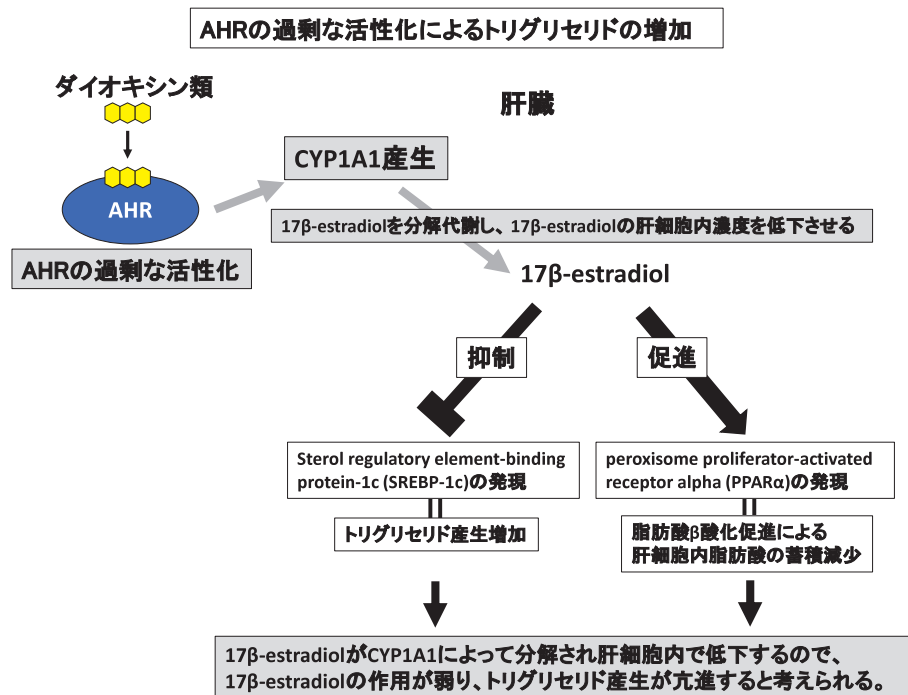 AHRの過剰な活性化によるトリグリセリドの増加
ダイオキシン類
肝臓
CYP1A1産生
AHR
17β-estradiolを分解代謝し、17β-estradiolの肝細胞内濃度を低下させる
AHRの過剰な活性化
17β-estradiol
抑制
促進
Sterol regulatory element-binding
protein-1c (SREBP-1c)の発現
peroxisome proliferator-activated
receptor alpha (PPARα)の発現
トリグリセリド産生増加
脂肪酸β酸化促進による
肝細胞内脂肪酸の蓄積減少
17β-estradiolがCYP1A1によって分解され肝細胞内で低下するので、
17β-estradiolの作用が弱り、トリグリセリド産生が亢進すると考えられる。